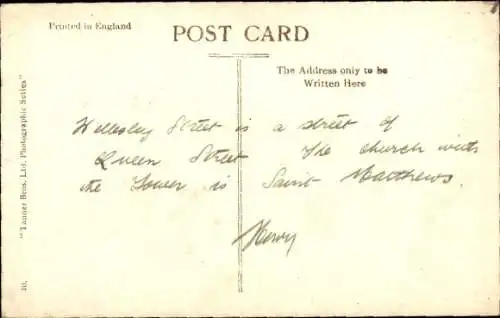 Printed in England
POST CARD
The Address only to be
Written Here
Wellesley Street is a street of
Queen Street The church with
the Tower is Saint Matthews.
"Tanner Bros. Ltd. Photographic Series"